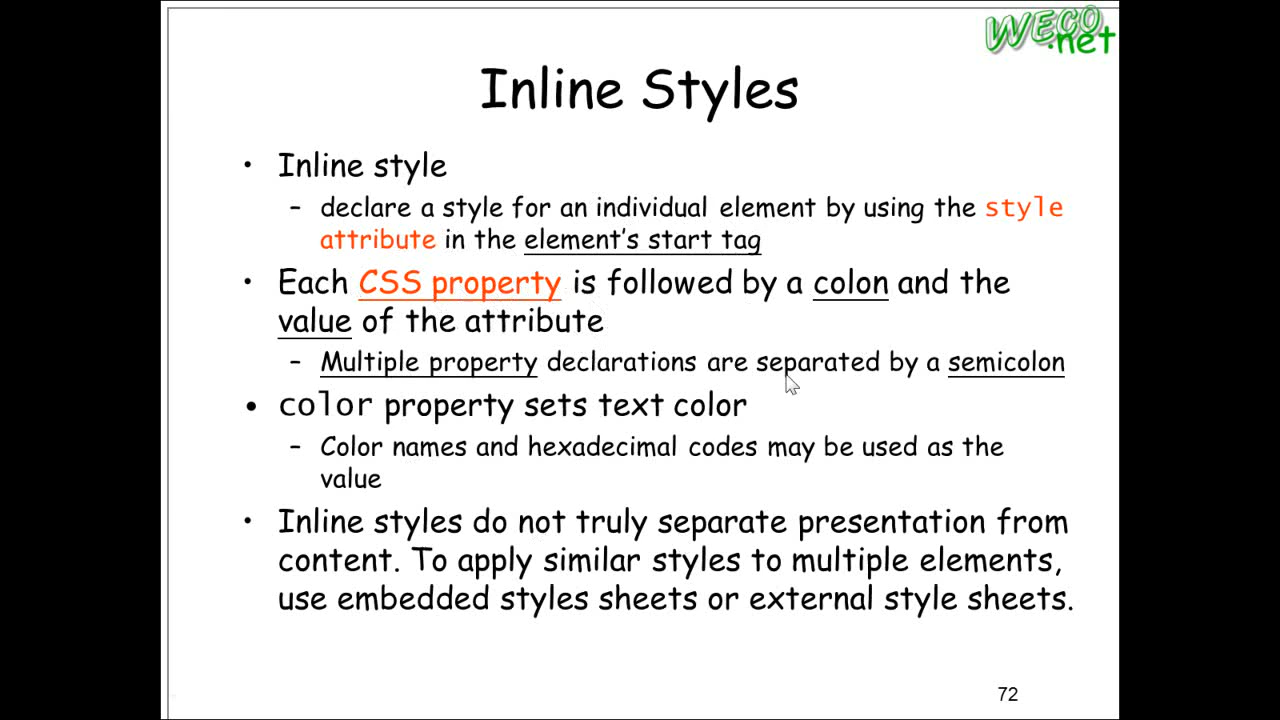 WECO
.net
Inline Styles
• Inline style
– declare a style for an individual element by using the style
attribute in the element’s start tag
• Each CSS property is followed by a colon and the
value of the attribute
– Multiple property declarations are separated by a semicolon
• color property sets text color
– Color names and hexadecimal codes may be used as the
value
• Inline styles do not truly separate presentation from
content. To apply similar styles to multiple elements,
use embedded styles sheets or external style sheets.
72